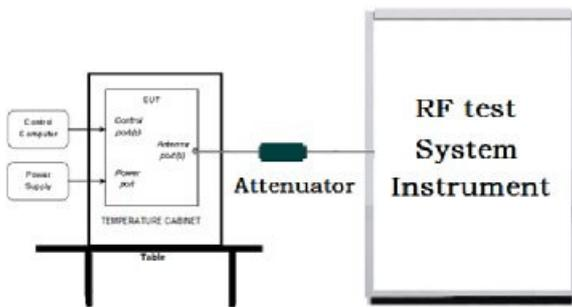 EUT
Control
Computer
Control
port(s)
Antenna
port(s)
Power
Supply
Power
port
TEMPERATURE CABINET
Table
Attenuator
RF test
System
Instrument